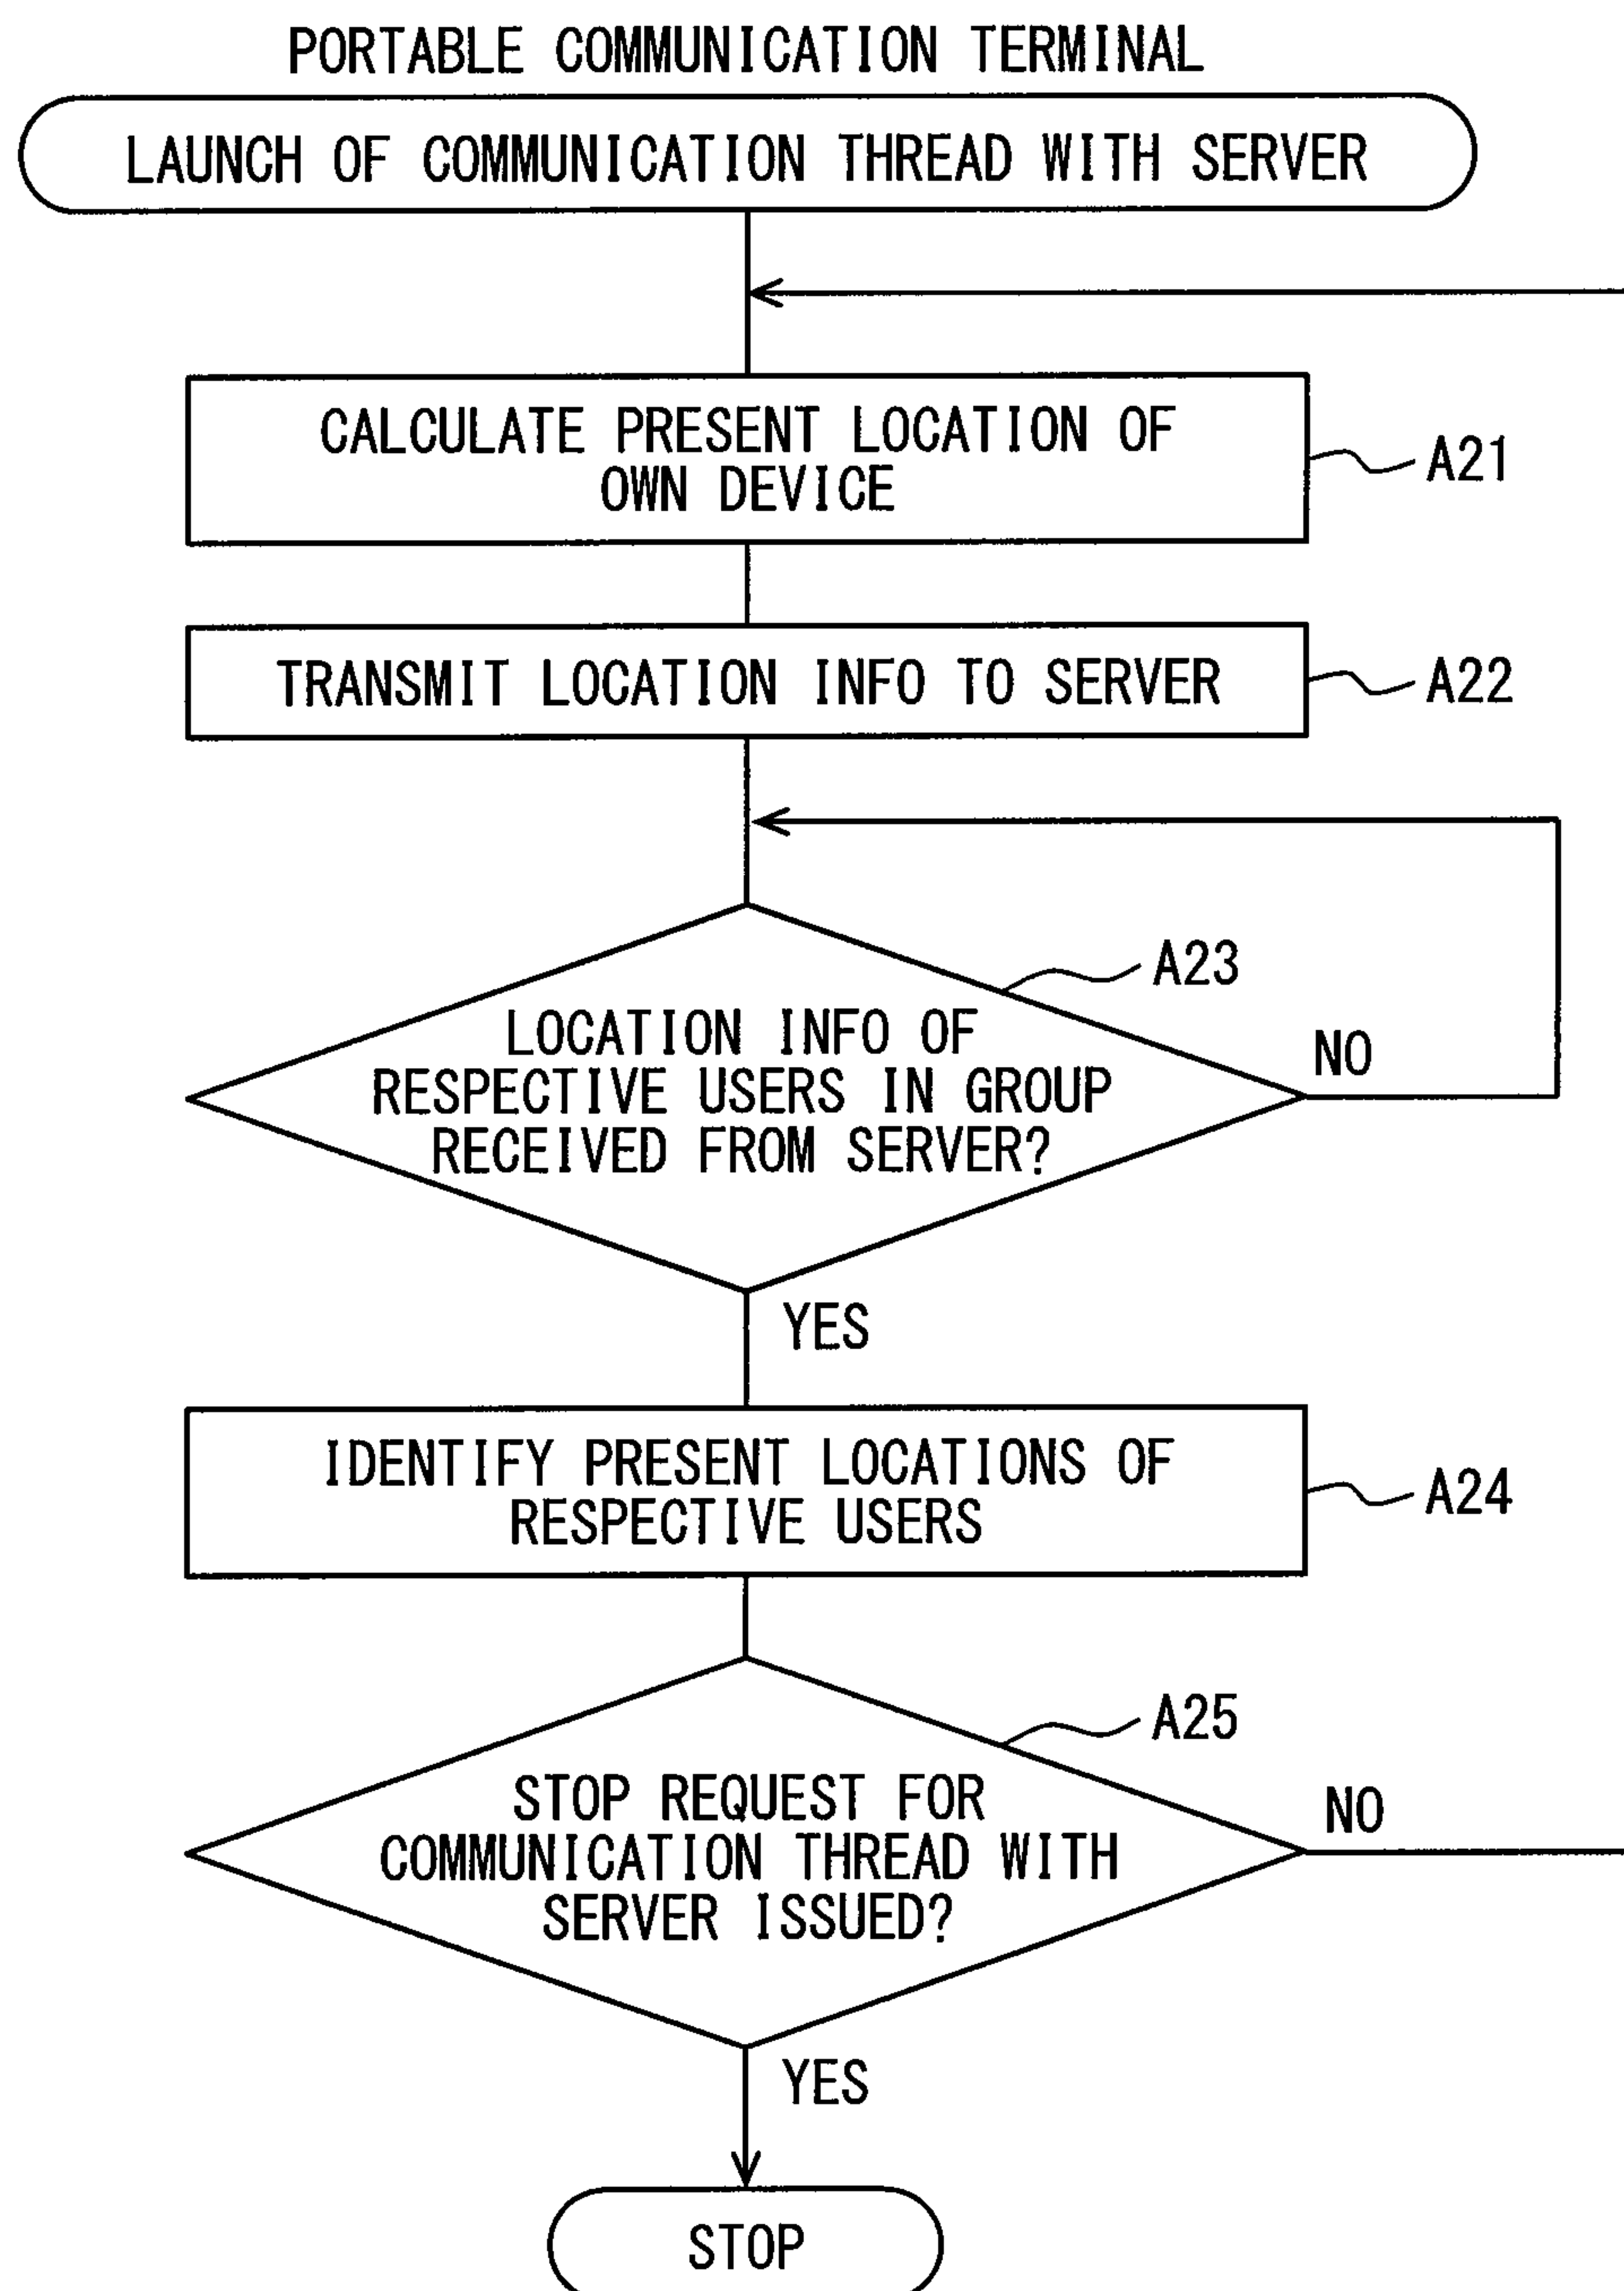 PORTABLE COMMUNICATION TERMINAL
LAUNCH OF COMMUNICATION THREAD WITH SERVER
CALCULATE PRESENT LOCATION OF
OWN DEVICE
A21
TRANSMIT LOCATION INFO TO SERVER
A22
A23
LOCATION INFO OF
RESPECTIVE USERS IN GROUP
RECEIVED FROM SERVER?
NO
YES
IDENTIFY PRESENT LOCATIONS OF
RESPECTIVE USERS
A24
A25
STOP REQUEST FOR
COMMUNICATION THREAD WITH
SERVER ISSUED?
NO
YES
STOP